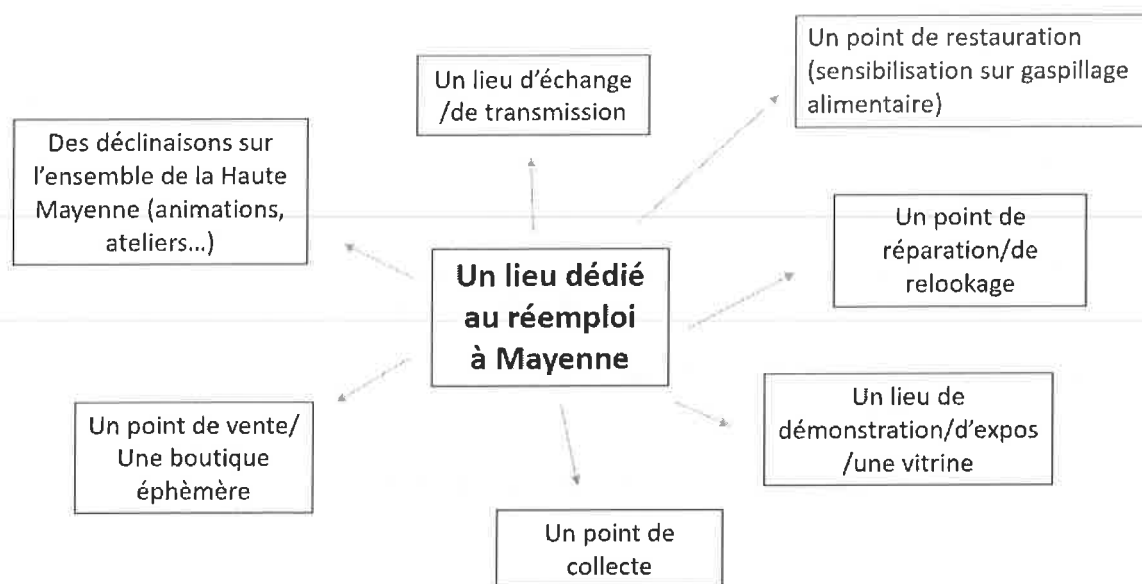 Un point de restauration
(sensibilisation sur gaspillage
alimentaire)
Un lieu d'échange
/de transmission
Des déclinaisons sur
l'ensemble de la Haute
Mayenne (animations,
ateliers...)
Un point de
réparation/de
relookage
Un lieu dédié
au réemploi
à Mayenne
Un lieu de
démonstration/d'expos
/une vitrine
Un point de vente/
Une boutique
éphèmère
Un point de
collecte